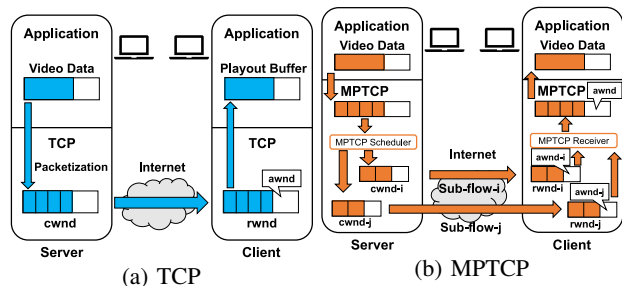 Application
Video Data
TCP
Packetization
cwnd
Server
Internet
Application
Playout Buffer
TCP
awnd
rwnd
Client
(a) TCP
Application
Video Data
MPTCP
MPTCP Scheduler
cwnd-i
cwnd-j
Server
Internet
Sub-flow-i
Sub-flow-j
Application
Video Data
MPTCP
awnd
MPTCP Receiver
awnd-i
rwnd-i
awnd-j
rwnd-j
Client
(b) MPTCP